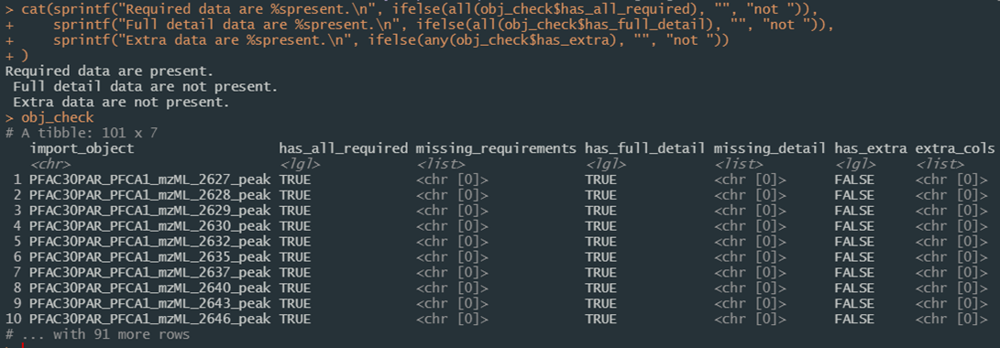 > cat(sprintf("Required data are %spresent.\n", ifelse(all(obj_check$has_all_required), "", "not ")),
+     sprintf("Full detail data are %spresent.\n", ifelse(all(obj_check$has_full_detail), "", "not ")),
+     sprintf("Extra data are %spresent.\n", ifelse(any(obj_check$has_extra), "", "not "))
+ )
Required data are present.
 Full detail data are not present.
 Extra data are not present.
> obj_check
# A tibble: 101 x 7
   import_object                 has_all_required missing_requirements has_full_detail missing_detail has_extra extra_cols
   <chr>                         <lgl>            <list>               <lgl>           <list>         <lgl>     <list>
 1 PFAC30PAR_PFCA1_mzML_2627_peak TRUE             <chr [0]>            TRUE            <chr [0]>      FALSE     <chr [0]>
 2 PFAC30PAR_PFCA1_mzML_2628_peak TRUE             <chr [0]>            TRUE            <chr [0]>      FALSE     <chr [0]>
 3 PFAC30PAR_PFCA1_mzML_2629_peak TRUE             <chr [0]>            TRUE            <chr [0]>      FALSE     <chr [0]>
 4 PFAC30PAR_PFCA1_mzML_2630_peak TRUE             <chr [0]>            TRUE            <chr [0]>      FALSE     <chr [0]>
 5 PFAC30PAR_PFCA1_mzML_2632_peak TRUE             <chr [0]>            TRUE            <chr [0]>      FALSE     <chr [0]>
 6 PFAC30PAR_PFCA1_mzML_2635_peak TRUE             <chr [0]>            TRUE            <chr [0]>      FALSE     <chr [0]>
 7 PFAC30PAR_PFCA1_mzML_2637_peak TRUE             <chr [0]>            TRUE            <chr [0]>      FALSE     <chr [0]>
 8 PFAC30PAR_PFCA1_mzML_2640_peak TRUE             <chr [0]>            TRUE            <chr [0]>      FALSE     <chr [0]>
 9 PFAC30PAR_PFCA1_mzML_2643_peak TRUE             <chr [0]>            TRUE            <chr [0]>      FALSE     <chr [0]>
10 PFAC30PAR_PFCA1_mzML_2646_peak TRUE             <chr [0]>            TRUE            <chr [0]>      FALSE     <chr [0]>
# ... with 91 more rows